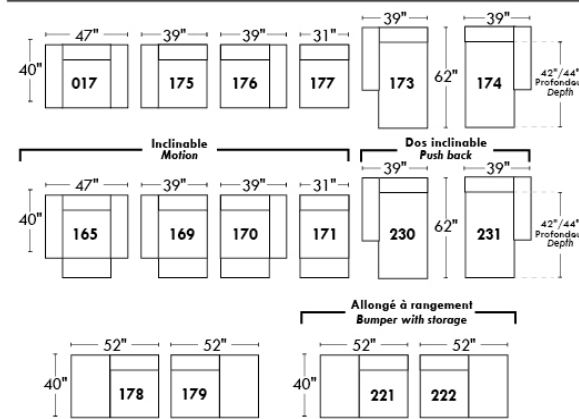 47" 39" 39" 31" 39" 39"
40" 017 175 176 177 173 62" 174 42"/44"
Profondeur
Depth
Inclinable
Motion
Dos inclinable
Push back
47" 39" 39" 31" 39" 39"
40" 165 169 170 171 230 62" 231 42"/44"
Profondeur
Depth
Allongé à rangement
Bumper with storage
52" 52" 52" 52"
40" 178 179 40" 221 222